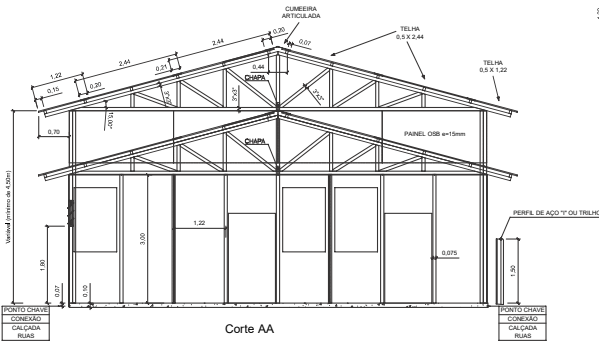 CUMEEIRA
ARTICULADA
0,20
0,07
2,44
2,44
1,22
0,15
0,20
0,21
0,44
TELHA
0,5 X 2,44
TELHA
0,5 X 1,22
CHAPA
3"x3"
3"x3"
15,00°
0,70
PAINEL OSB e=15mm
CHAPA
Variável (mínimo de 4,50m)
1,80
0,07
0,10
3,00
1,22
0,075
PERFIL DE AÇO "I" OU TRILHO
1,50
PONTO CHAVE
CONEXÃO
CALÇADA
RUAS
Corte AA
PONTO CHAVE
CONEXÃO
CALÇADA
RUAS